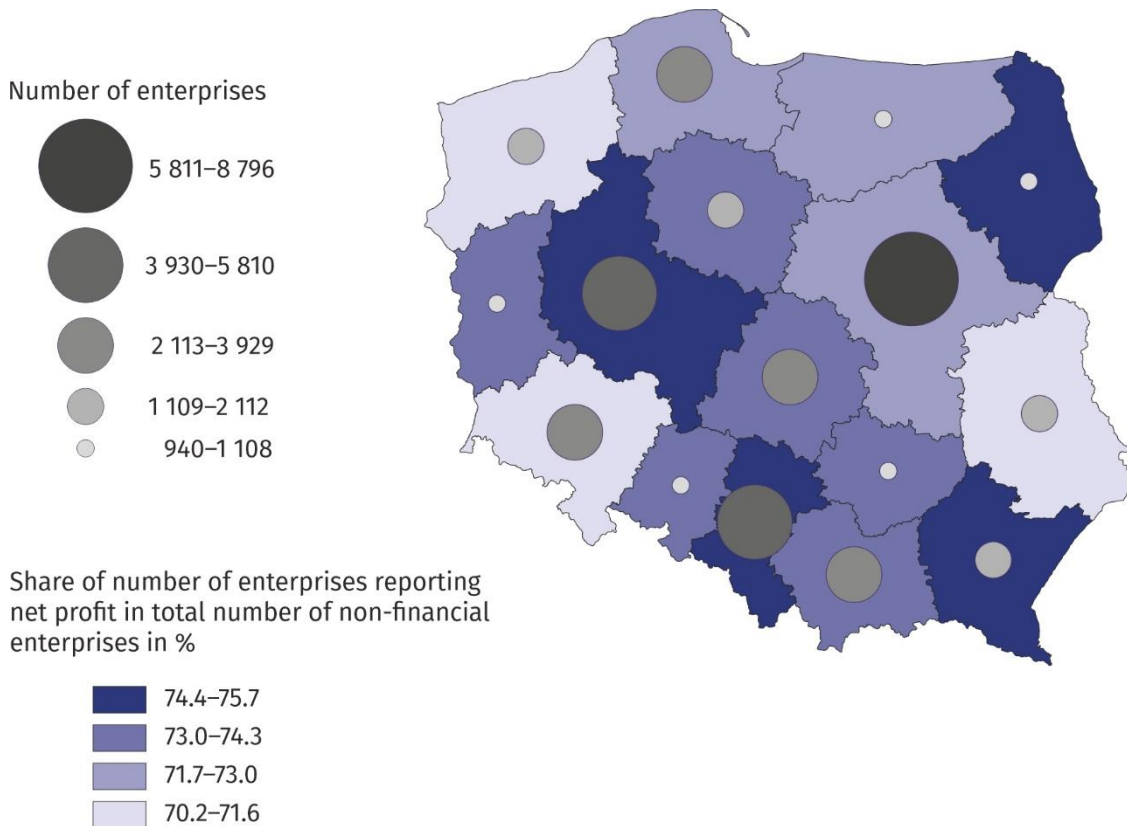 Number of enterprises
5 811–8 796
3 930–5 810
2 113–3 929
1 109–2 112
940–1 108
Share of number of enterprises reporting
net profit in total number of non-financial
enterprises in %
74.4–75.7
73.0–74.3
71.7–73.0
70.2–71.6